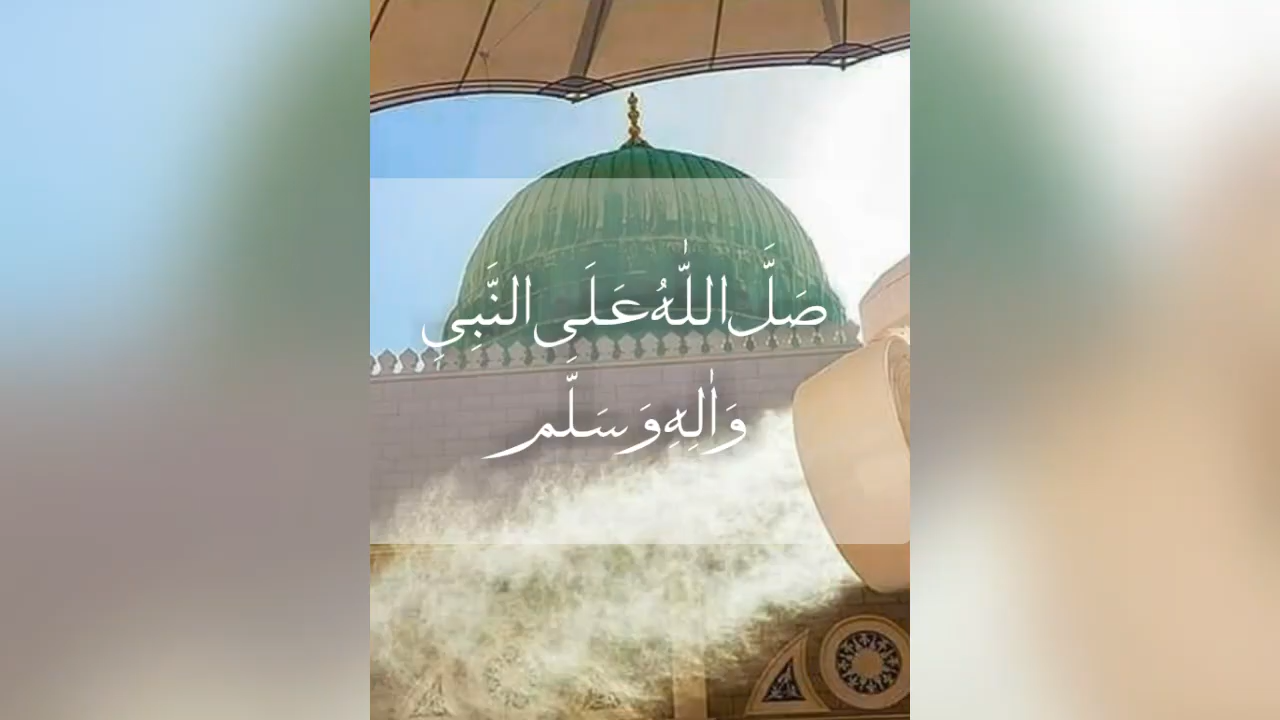 صَلَّ اللّٰهُ عَلَى النَّبِيِ
وَاٰلِهِ وَسَلَّم